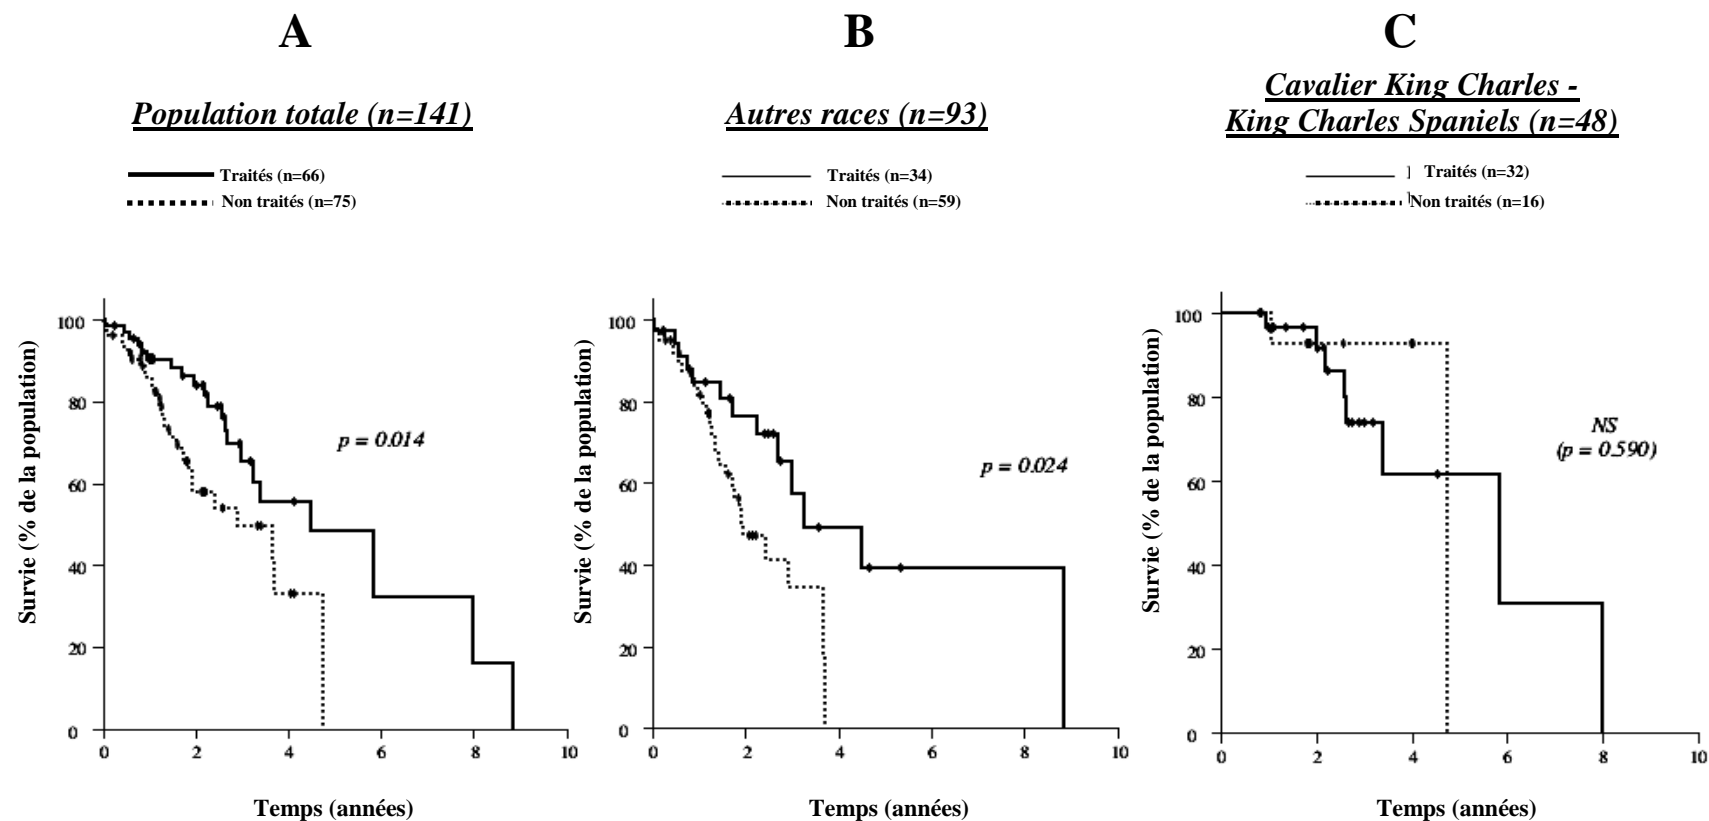 A
Population totale (n=141)
Traités (n=66)
Non traités (n=75)
Survie (% de la population)
100
80
60
40
20
0
p = 0.014
0 2 4 6 8 10
Temps (années)
B
Autres races (n=93)
Traités (n=34)
Non traités (n=59)
Survie (% de la population)
100
80
60
40
20
0
p = 0.024
0 2 4 6 8 10
Temps (années)
C
Cavalier King Charles -
King Charles Spaniels (n=48)
Traités (n=32)
Non traités (n=16)
Survie (% de la population)
100
80
60
40
20
0
NS
(p = 0.590)
0 2 4 6 8 10
Temps (années)